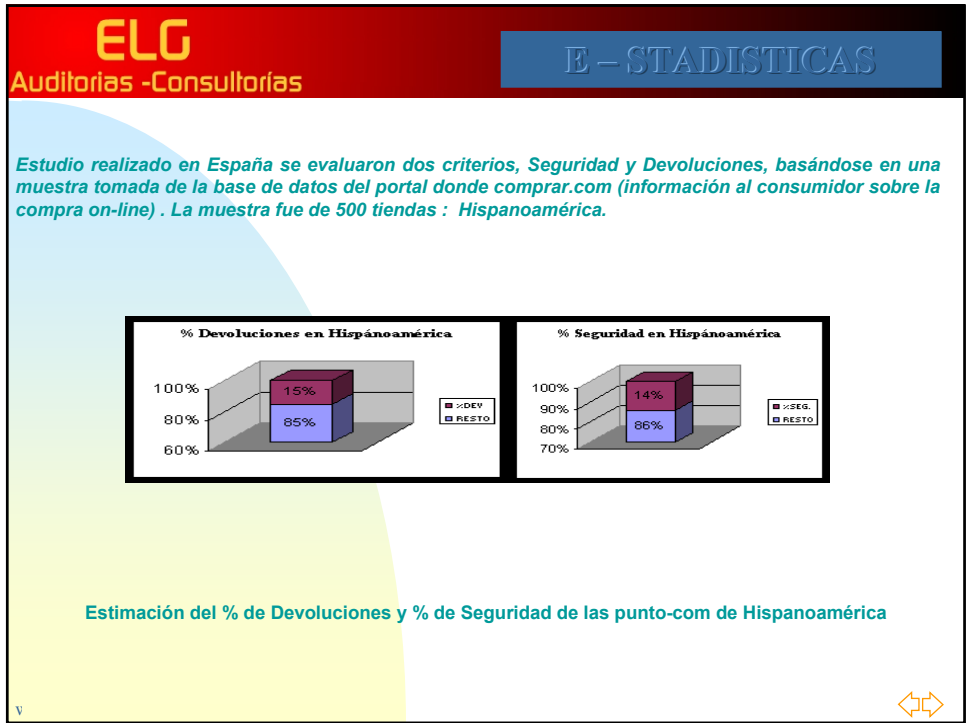 ELG
Auditorias -Consultorías
E – STADISTICAS
Estudio realizado en España se evaluaron dos criterios, Seguridad y Devoluciones, basándose en una
muestra tomada de la base de datos del portal donde comprar.com (información al consumidor sobre la
compra on-line) . La muestra fue de 500 tiendas : Hispanoamérica.
% Devoluciones en Hispánoamérica
100%
80%
60%
15%
85%
%DEV
RESTO
% Seguridad en Hispánoamérica
100%
90%
80%
70%
14%
86%
%SEG.
RESTO
Estimación del % de Devoluciones y % de Seguridad de las punto-com de Hispanoamérica
v